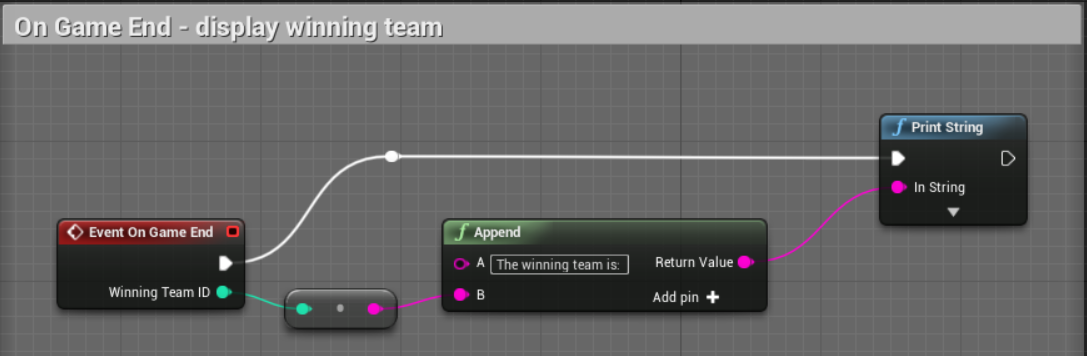 On Game End - display winning team
Print String
In String
Event On Game End
Winning Team ID
Append
A The winning team is: Return Value
B Add pin